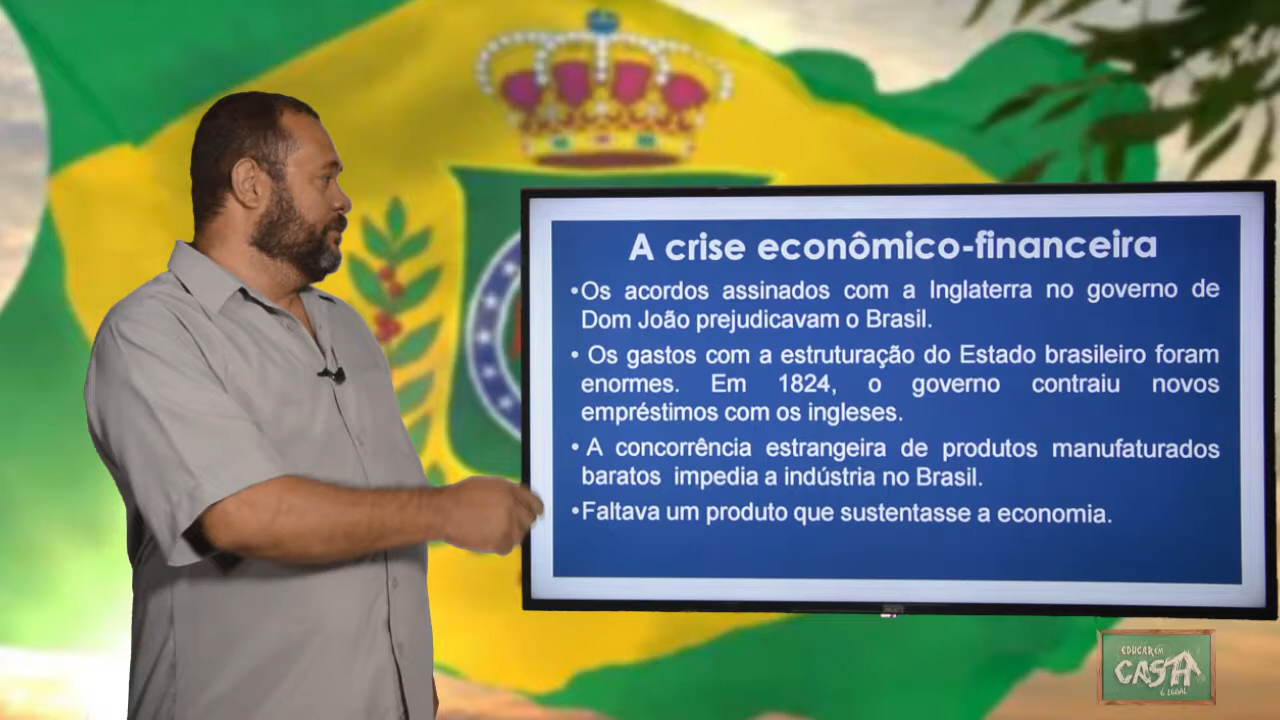 A crise econômico-financeira
•Os acordos assinados com a Inglaterra no governo de
Dom João prejudicavam o Brasil.
• Os gastos com a estruturação do Estado brasileiro foram
enormes. Em 1824, o governo contraiu novos
empréstimos com os ingleses.
• A concorrência estrangeira de produtos manufaturados
baratos impedia a indústria no Brasil.
•Faltava um produto que sustentasse a economia.
EDUCAR EM
CASA
é LEGAL